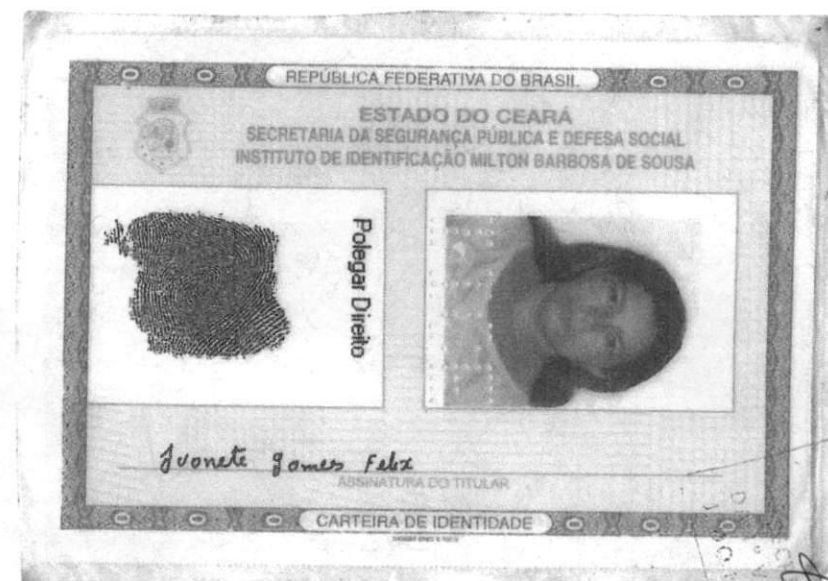 REPÚBLICA FEDERATIVA DO BRASIL
ESTADO DO CEARÁ
SECRETARIA DA SEGURANÇA PÚBLICA E DEFESA SOCIAL
INSTITUTO DE IDENTIFICAÇÃO MILTON BARBOSA DE SOUSA
Polegar Direito
Ivonete Gomes Felix
ASSINATURA DO TITULAR
CARTEIRA DE IDENTIDADE